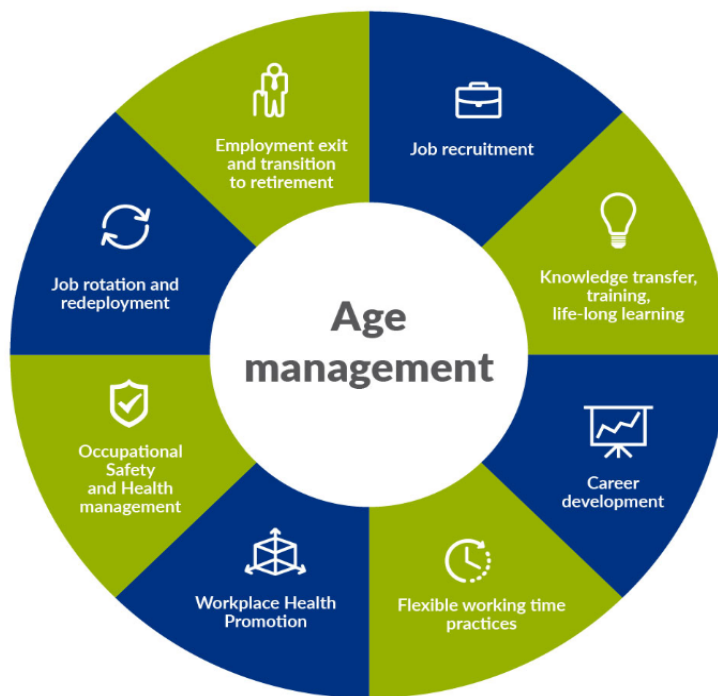 Age
management
Job recruitment
Knowledge transfer,
training,
life-long learning
Career
development
Flexible working time
practices
Workplace Health
Promotion
Occupational
Safety
and Health
management
Job rotation and
redeployment
Employment exit
and transition
to retirement